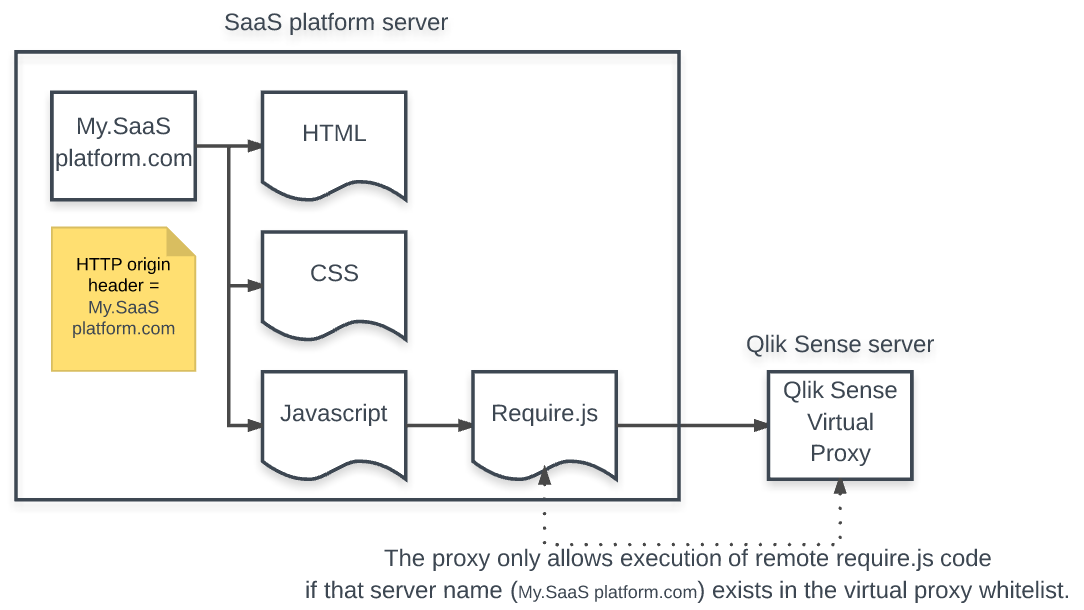 SaaS platform server
My.SaaS
platform.com
HTML
HTTP origin
header =
My.SaaS
platform.com
CSS
Javascript
Require.js
Qlik Sense server
Qlik Sense
Virtual
Proxy
The proxy only allows execution of remote require.js code
if that server name (My.SaaS platform.com) exists in the virtual proxy whitelist.